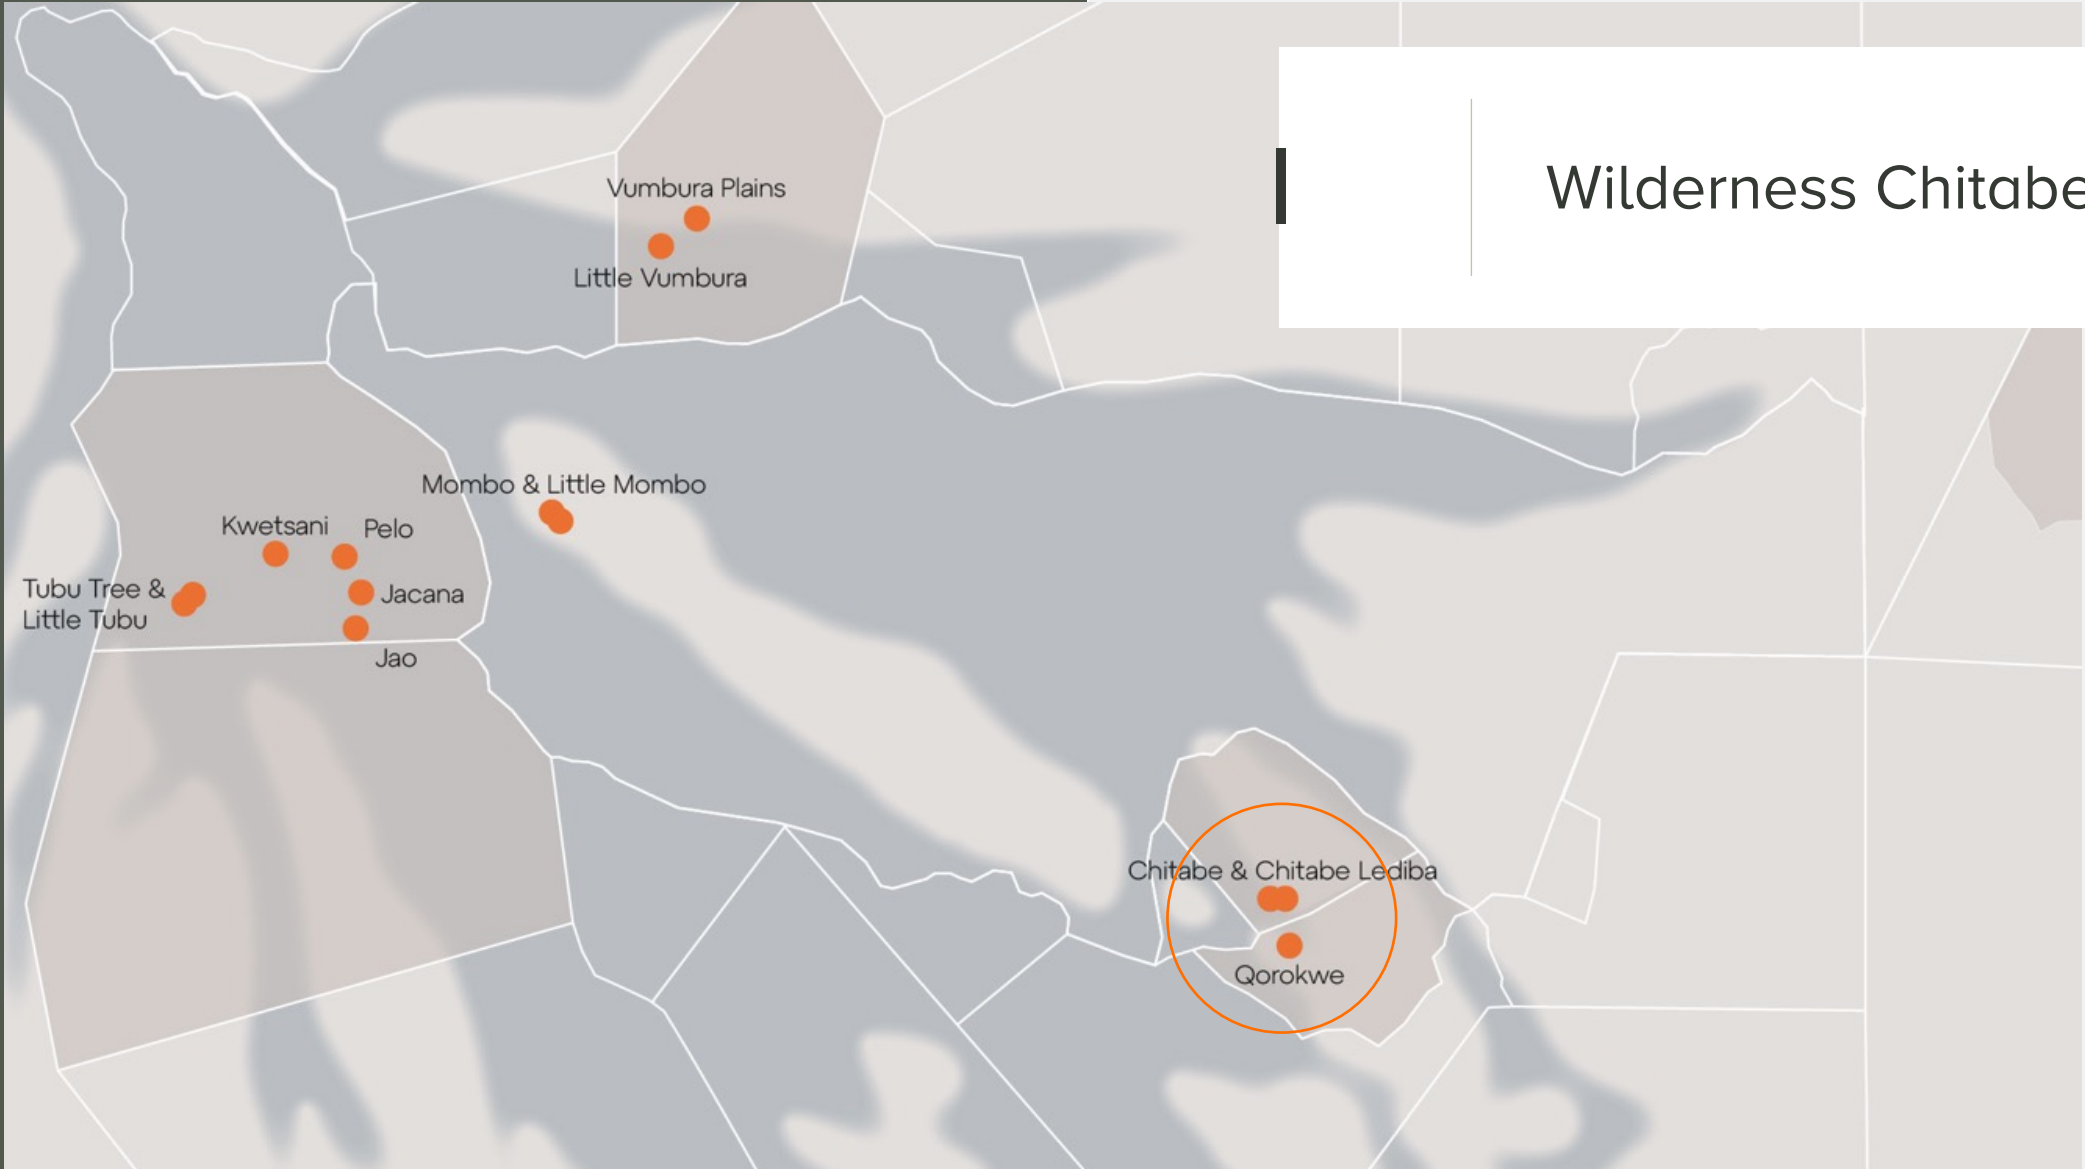 Wilderness Chitabe
Vumbura Plains
Little Vumbura
Mombo & Little Mombo
Kwetsani
Pelo
Tubu Tree &
Little Tubu
Jacana
Jao
Chitabe & Chitabe Lediba
Qorokwe